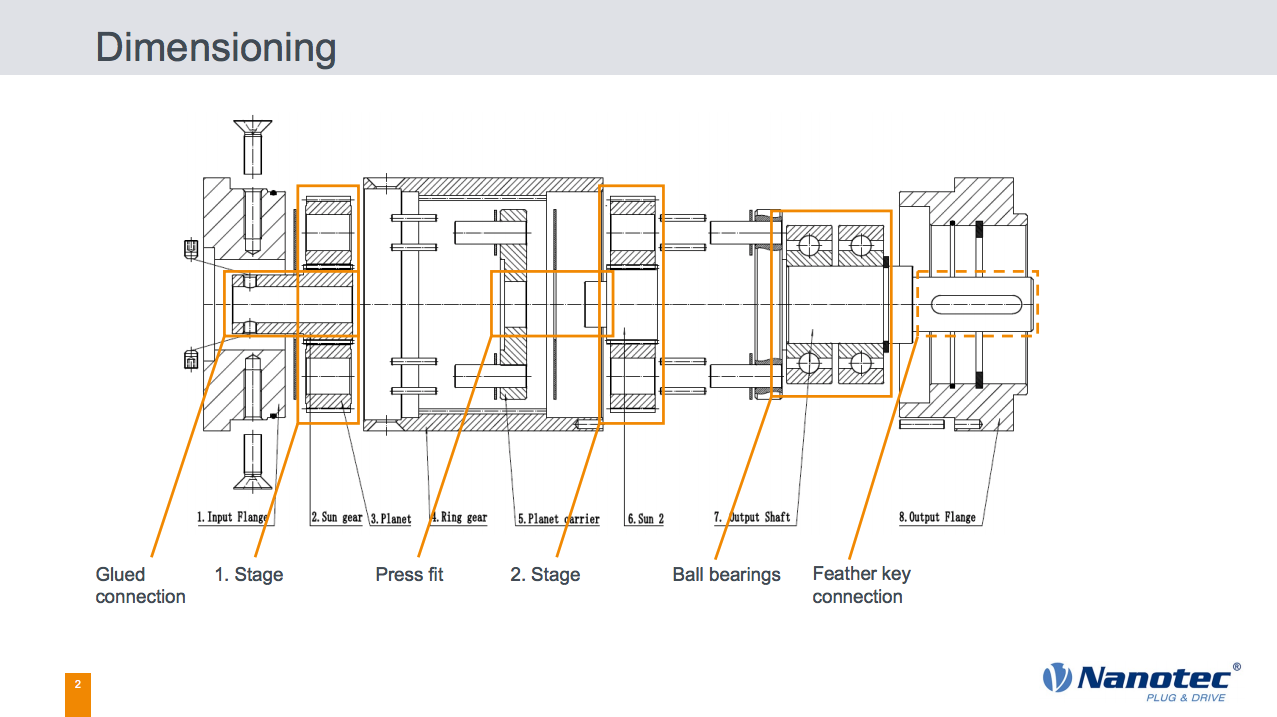 Dimensioning
1.Input Flange
2.Sun gear
3.Planet
4.Ring gear
5.Planet carrier
6.Sun 2
7. Output Shaft
8.Output Flange
Glued
connection
1. Stage
Press fit
2. Stage
Ball bearings
Feather key
connection
2
Nanotec®
PLUG & DRIVE